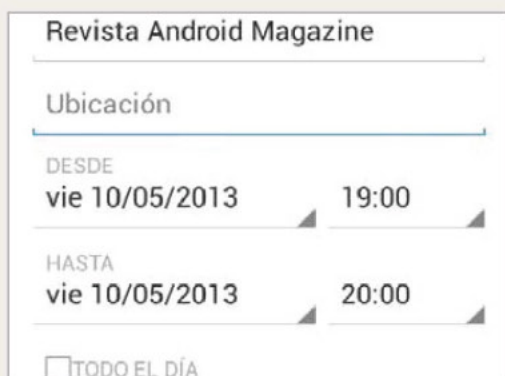 Revista Android Magazine
Ubicación
DESDE
vie 10/05/2013 19:00
HASTA
vie 10/05/2013 20:00
TODO EL DÍA